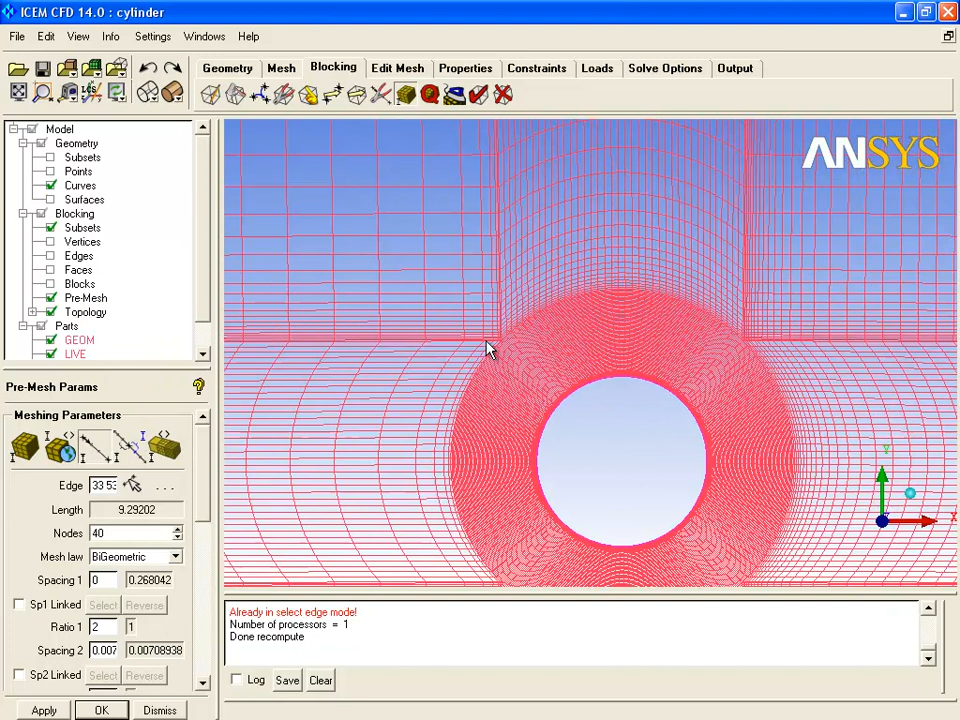 ICEM CFD 14.0 : cylinder
File Edit View Info Settings Windows Help
Geometry Mesh Blocking Edit Mesh Properties Constraints Loads Solve Options Output
LCS
Model
Geometry
Subsets
Points
Curves
Surfaces
Blocking
Subsets
Vertices
Edges
Faces
Blocks
Pre-Mesh
Topology
Parts
GEOM
LIVE
ANSYS
Y
X
Pre-Mesh Params
Meshing Parameters
Edge 33 53 ...
Length 9.29202
Nodes 40
Mesh law BiGeometric
Spacing 1 0 0.268042
Sp1 Linked Select Reverse
Ratio 1 2 1
Spacing 2 0.007 0.00708938
Sp2 Linked Select Reverse
Apply OK Dismiss
Already in select edge mode!
Number of processors = 1
Done recompute
Log Save Clear